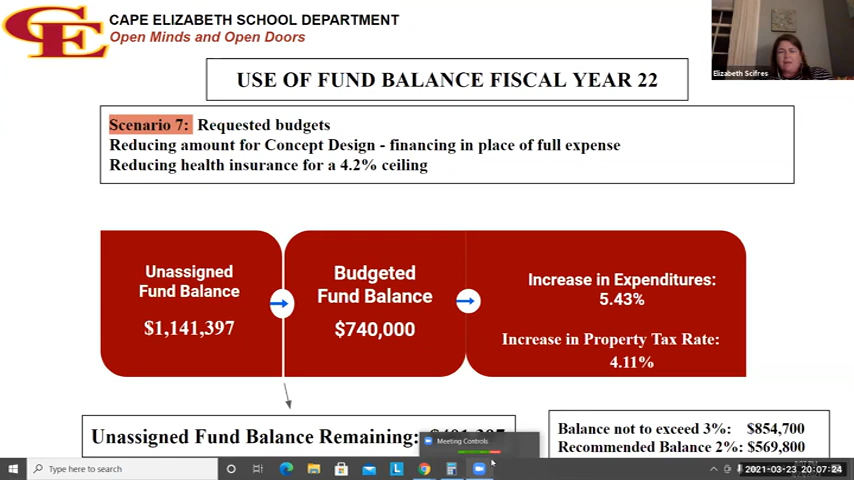 CE
CAPE ELIZABETH SCHOOL DEPARTMENT
Open Minds and Open Doors
Elizabeth Scifres
USE OF FUND BALANCE FISCAL YEAR 22
Scenario 7: Requested budgets
Reducing amount for Concept Design - financing in place of full expense
Reducing health insurance for a 4.2% ceiling
Unassigned
Fund Balance
$1,141,397
Budgeted
Fund Balance
$740,000
Increase in Expenditures:
5.43%
Increase in Property Tax Rate:
4.11%
Unassigned Fund Balance Remaining:
Meeting Controls
Balance not to exceed 3%: $854,700
Recommended Balance 2%: $569,800
Type here to search
2021-03-23 20:07:24